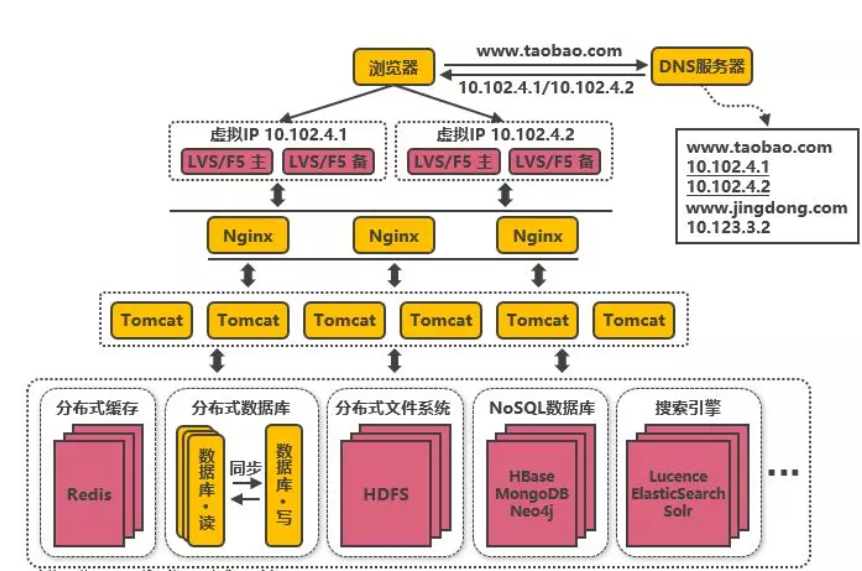 www.taobao.com
浏览器
DNS服务器
10.102.4.1/10.102.4.2
虚拟IP 10.102.4.1
虚拟IP 10.102.4.2
LVS/F5 主
LVS/F5 备
LVS/F5 主
LVS/F5 备
www.taobao.com
10.102.4.1
10.102.4.2
www.jingdong.com
10.123.3.2
Nginx
Nginx
Nginx
Tomcat
Tomcat
Tomcat
Tomcat
Tomcat
Tomcat
分布式缓存
Redis
分布式数据库
数据库·读
同步
数据库·写
分布式文件系统
HDFS
NoSQL数据库
HBase
MongoDB
Neo4j
搜索引擎
Lucence
ElasticSearch
Solr
...